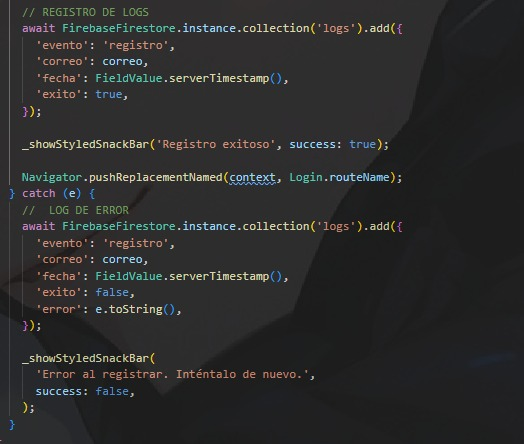 // REGISTRO DE LOGS
await FirebaseFirestore.instance.collection('logs').add({
'evento': 'registro',
'correo': correo,
'fecha': FieldValue.serverTimestamp(),
'exito': true,
});
_showStyledSnackBar('Registro exitoso', success: true);
Navigator.pushReplacementNamed(context, Login.routeName);
} catch (e) {
//  LOG DE ERROR
await FirebaseFirestore.instance.collection('logs').add({
'evento': 'registro',
'correo': correo,
'fecha': FieldValue.serverTimestamp(),
'exito': false,
'error': e.toString(),
});
_showStyledSnackBar(
'Error al registrar. Inténtalo de nuevo.',
success: false,
);
}